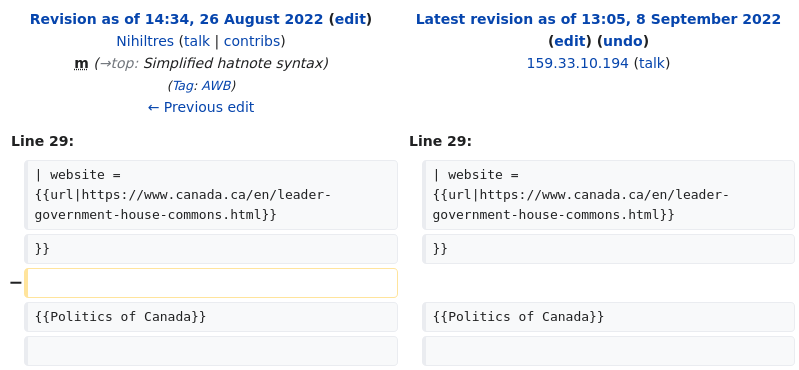 Revision as of 14:34, 26 August 2022 (edit)
Nihiltres (talk | contribs)
m (→top: Simplified hatnote syntax)
(Tag: AWB)
← Previous edit
Latest revision as of 13:05, 8 September 2022
(edit) (undo)
159.33.10.194 (talk)
Line 29:
| website =
{{url|https://www.canada.ca/en/leader-
government-house-commons.html}}
}}
−
{{Politics of Canada}}
Line 29:
| website =
{{url|https://www.canada.ca/en/leader-
government-house-commons.html}}
}}
{{Politics of Canada}}